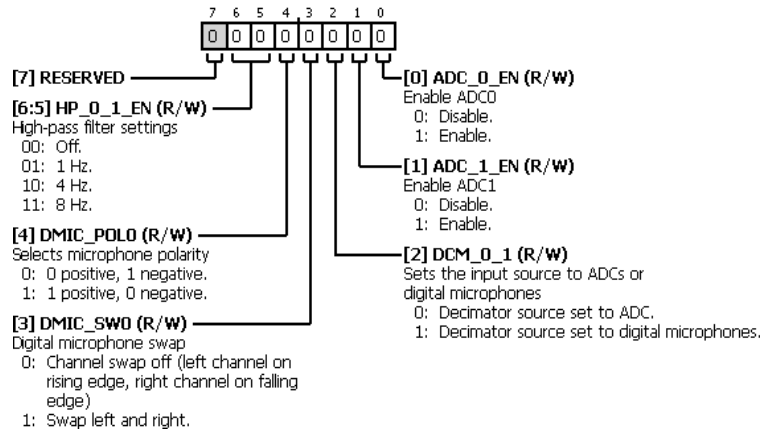 7 6 5 4 3 2 1 0
0 0 0 0 0 0 0 0
[7] RESERVED
[6:5] HP_0_1_EN (R/W)
High-pass filter settings
00: Off.
01: 1 Hz.
10: 4 Hz.
11: 8 Hz.
[4] DMIC_POL0 (R/W)
Selects microphone polarity
0: 0 positive, 1 negative.
1: 1 positive, 0 negative.
[3] DMIC_SW0 (R/W)
Digital microphone swap
0: Channel swap off (left channel on
rising edge, right channel on falling
edge)
1: Swap left and right.
[0] ADC_0_EN (R/W)
Enable ADC0
0: Disable.
1: Enable.
[1] ADC_1_EN (R/W)
Enable ADC1
0: Disable.
1: Enable.
[2] DCM_0_1 (R/W)
Sets the input source to ADCs or
digital microphones
0: Decimator source set to ADC.
1: Decimator source set to digital microphones.